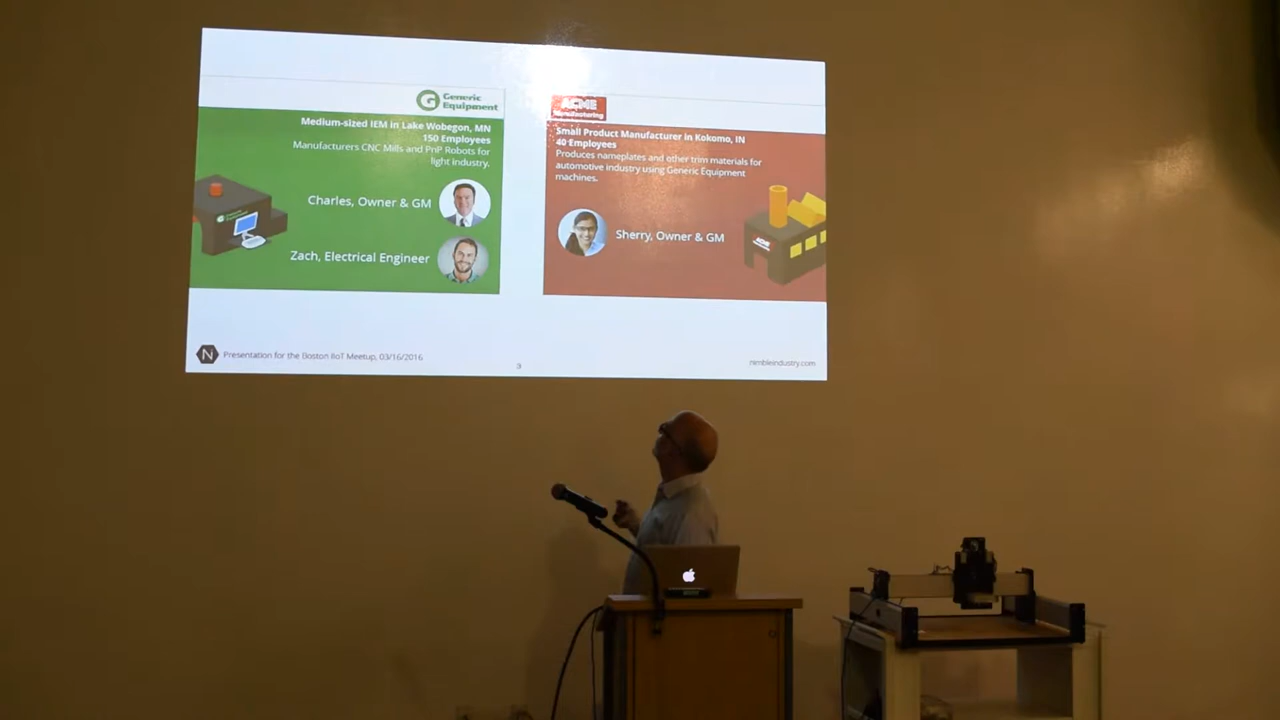 Generic
Equipment
Medium-sized IEM in Lake Wobegon, MN
150 Employees
Manufacturers CNC Mills and PnP Robots for
light industry.
Charles, Owner & GM
Zach, Electrical Engineer
ACME
Manufacturing
Small Product Manufacturer in Kokomo, IN
40 Employees
Produces nameplates and other trim materials for
automotive industry using Generic Equipment
machines.
Sherry, Owner & GM
ACME
N
Presentation for the Boston IIoT Meetup, 03/16/2016
3
nimbleindustry.com